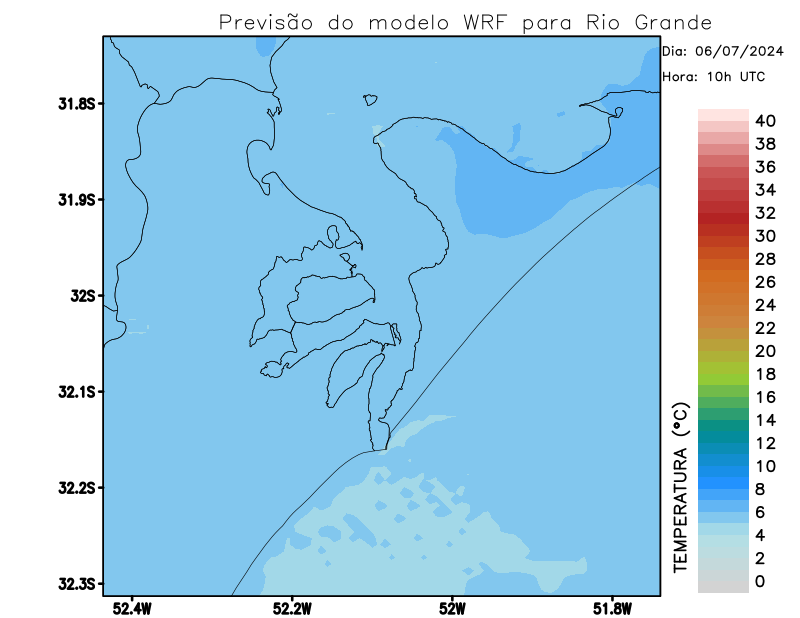 Previsão do modelo WRF para Rio Grande
Dia: 06/07/2024
Hora: 10h UTC
31.8S
31.9S
32S
32.1S
32.2S
32.3S
52.4W
52.2W
52W
51.8W
TEMPERATURA (°C)
40
38
36
34
32
30
28
26
24
22
20
18
16
14
12
10
8
6
4
2
0